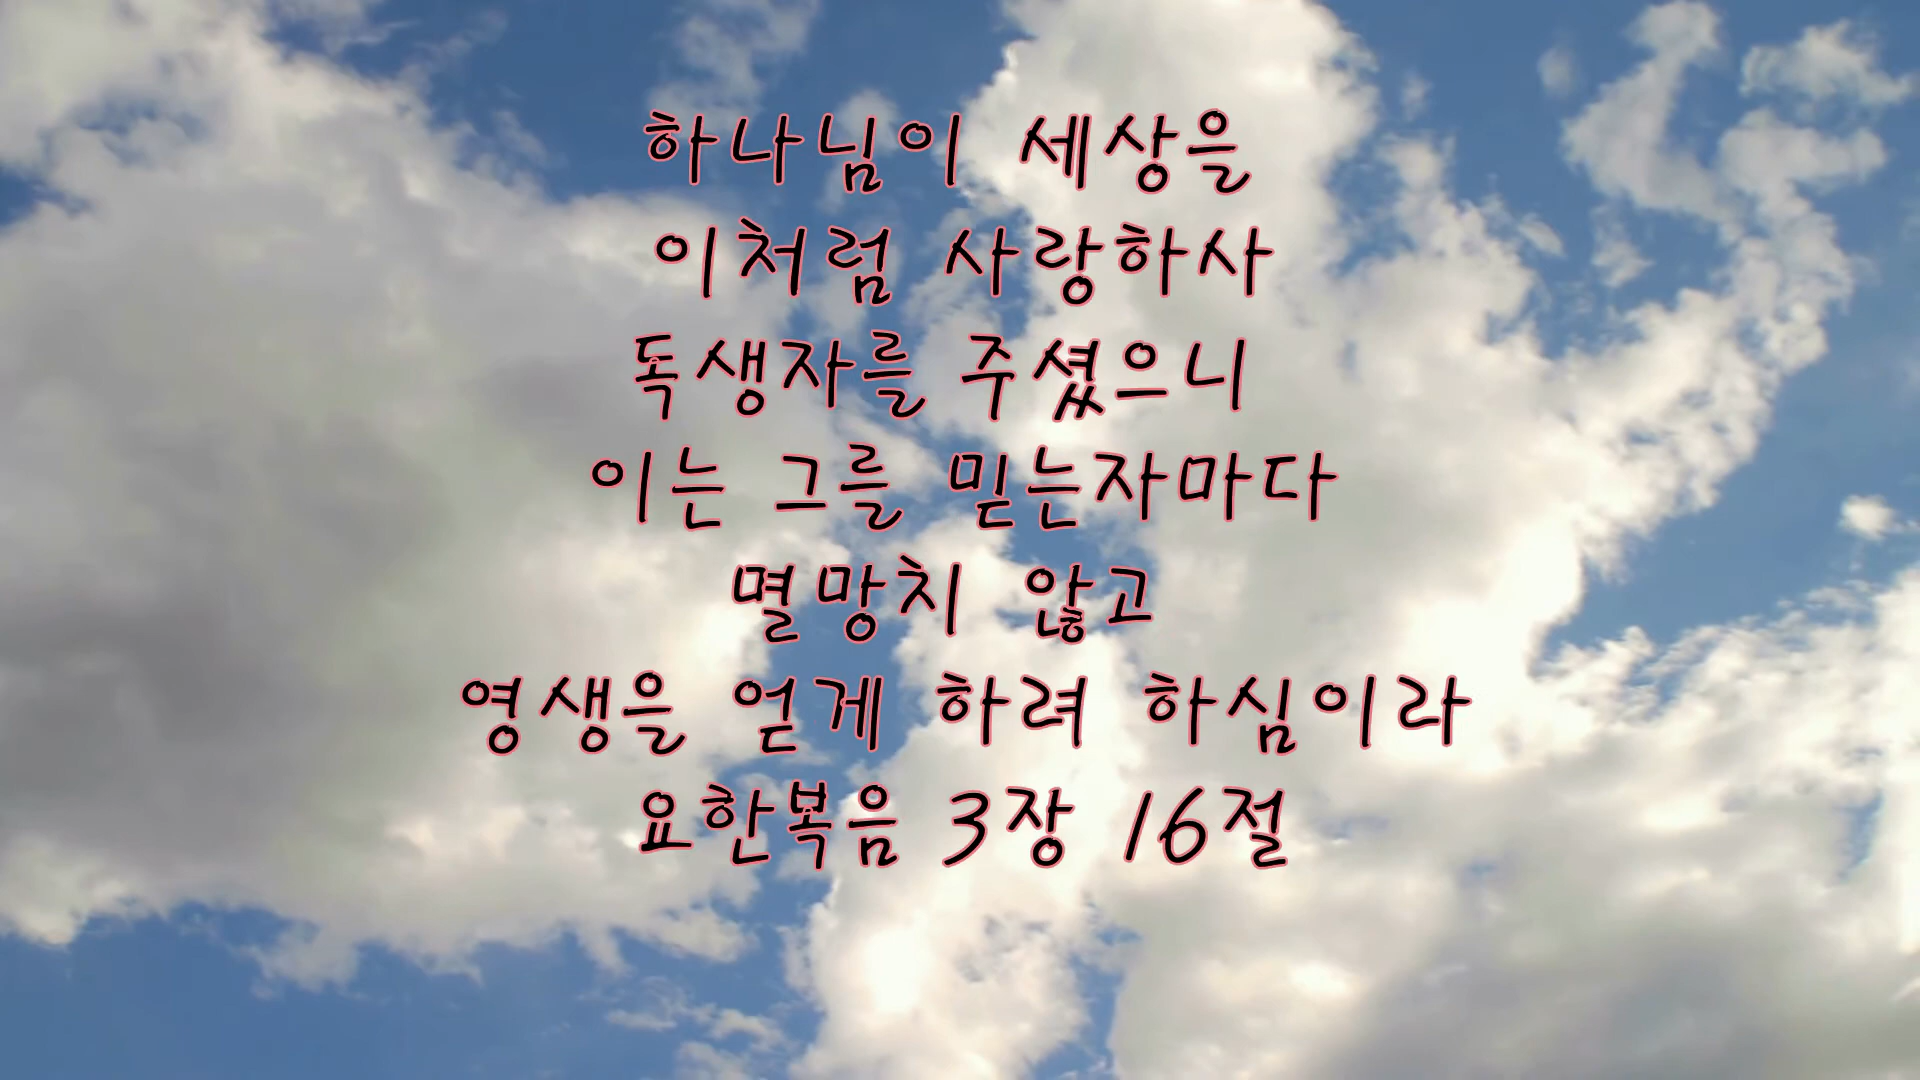 하나님이 세상을
이처럼 사랑하사
독생자를 주셨으니
이는 그를 믿는자마다
멸망치 않고
영생을 얻게 하려 하심이라
요한복음 3장 16절